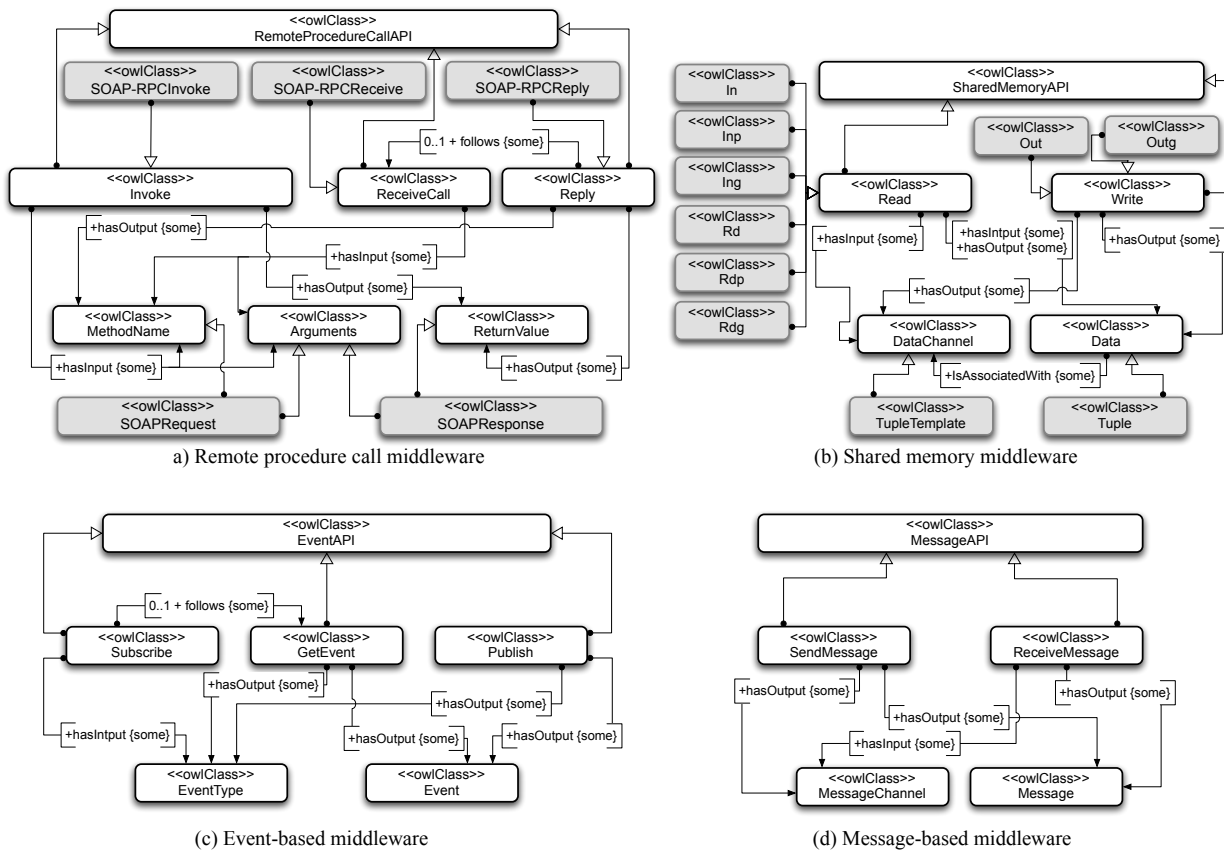 <<owlClass>>
RemoteProcedureCallAPI
<<owlClass>>
SOAP-RPCInvoke
<<owlClass>>
SOAP-RPCReceive
<<owlClass>>
SOAP-RPCReply
0..1 + follows {some}
<<owlClass>>
Invoke
<<owlClass>>
ReceiveCall
<<owlClass>>
Reply
+hasOutput {some}
+hasInput {some}
+hasOutput {some}
<<owlClass>>
MethodName
<<owlClass>>
Arguments
<<owlClass>>
ReturnValue
+hasInput {some}
+hasOutput {some}
<<owlClass>>
SOAPRequest
<<owlClass>>
SOAPResponse
a) Remote procedure call middleware
<<owlClass>>
In
<<owlClass>>
Inp
<<owlClass>>
Ing
<<owlClass>>
Rd
<<owlClass>>
Rdp
<<owlClass>>
Rdg
<<owlClass>>
SharedMemoryAPI
<<owlClass>>
Out
<<owlClass>>
Outg
<<owlClass>>
Read
<<owlClass>>
Write
+hasInput {some}
+hasIntput {some}
+hasOutput {some}
+hasOutput {some}
+hasOutput {some}
<<owlClass>>
DataChannel
<<owlClass>>
Data
+IsAssociatedWith {some}
<<owlClass>>
TupleTemplate
<<owlClass>>
Tuple
(b) Shared memory middleware
<<owlClass>>
EventAPI
0..1 + follows {some}
<<owlClass>>
Subscribe
<<owlClass>>
GetEvent
<<owlClass>>
Publish
+hasOutput {some}
+hasOutput {some}
+hasIntput {some}
+hasOutput {some}
+hasOutput {some}
<<owlClass>>
EventType
<<owlClass>>
Event
(c) Event-based middleware
<<owlClass>>
MessageAPI
<<owlClass>>
SendMessage
<<owlClass>>
ReceiveMessage
+hasOutput {some}
+hasOutput {some}
+hasOutput {some}
+hasInput {some}
<<owlClass>>
MessageChannel
<<owlClass>>
Message
(d) Message-based middleware